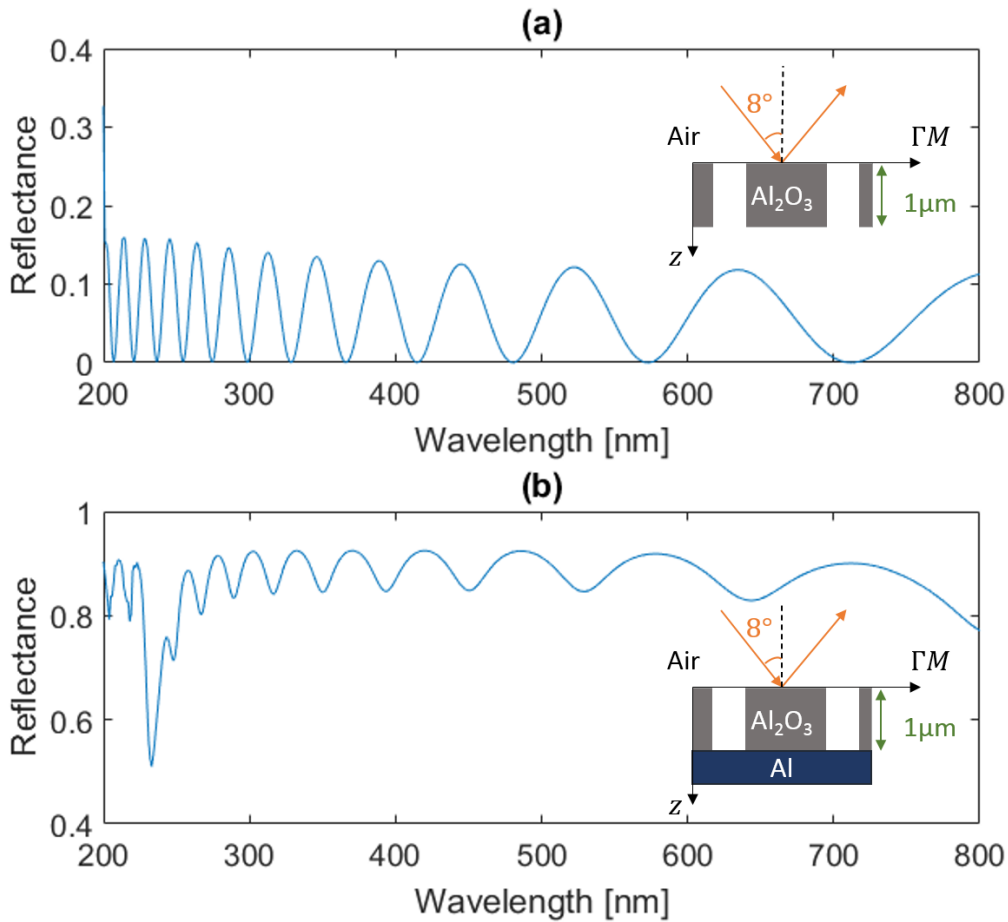 (a)
0.4
0.3
0.2
0.1
0
Reflectance
8°
Air
ΓM
Al₂O₃
1μm
z
200 300 400 500 600 700 800
Wavelength [nm]
(b)
1
0.8
0.6
0.4
Reflectance
8°
Air
ΓM
Al₂O₃
1μm
Al
z
200 300 400 500 600 700 800
Wavelength [nm]